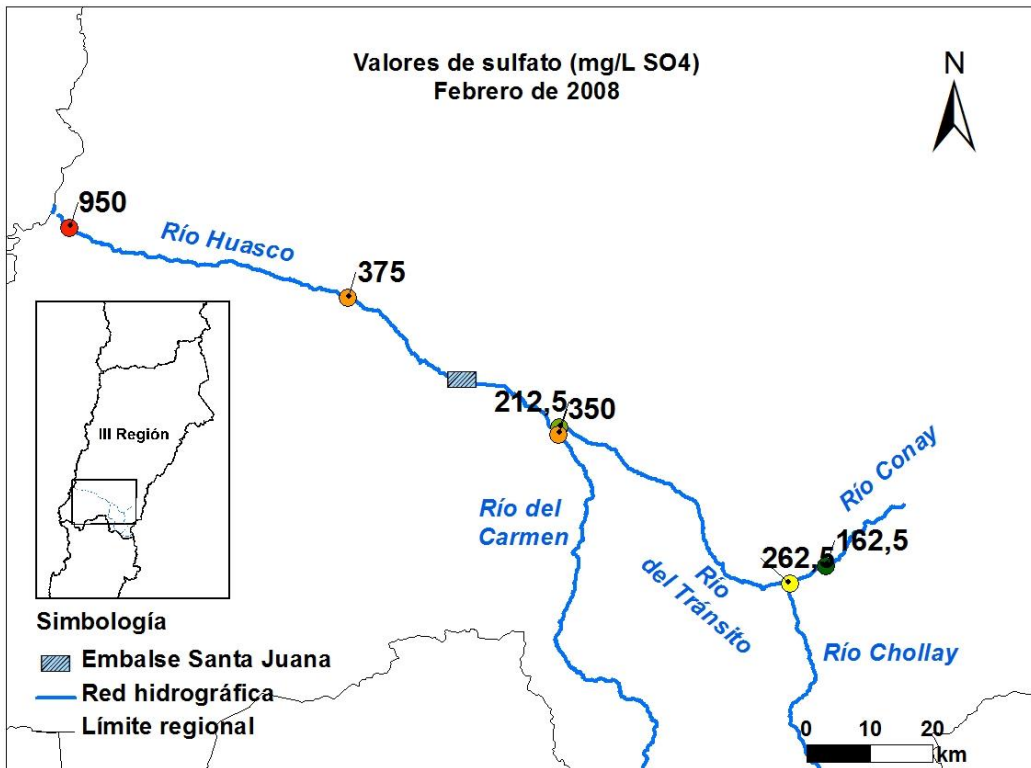 Valores de sulfato (mg/L SO4)
Febrero de 2008
N
950
Río Huasco
375
212,5
350
III Región
Río del
Carmen
Río
del Tránsito
Río Conay
162,5
262,5
Río Chollay
Simbología
Embalse Santa Juana
Red hidrográfica
Límite regional
0 10 20
km